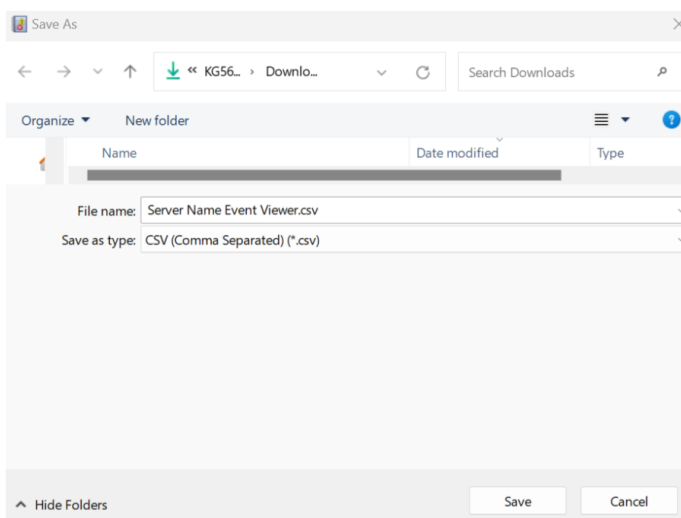 Save As
« KG56... › Downlo...
Search Downloads
Organize
New folder
Name
Date modified
Type
File name: Server Name Event Viewer.csv
Save as type: CSV (Comma Separated) (*.csv)
Hide Folders
Save
Cancel